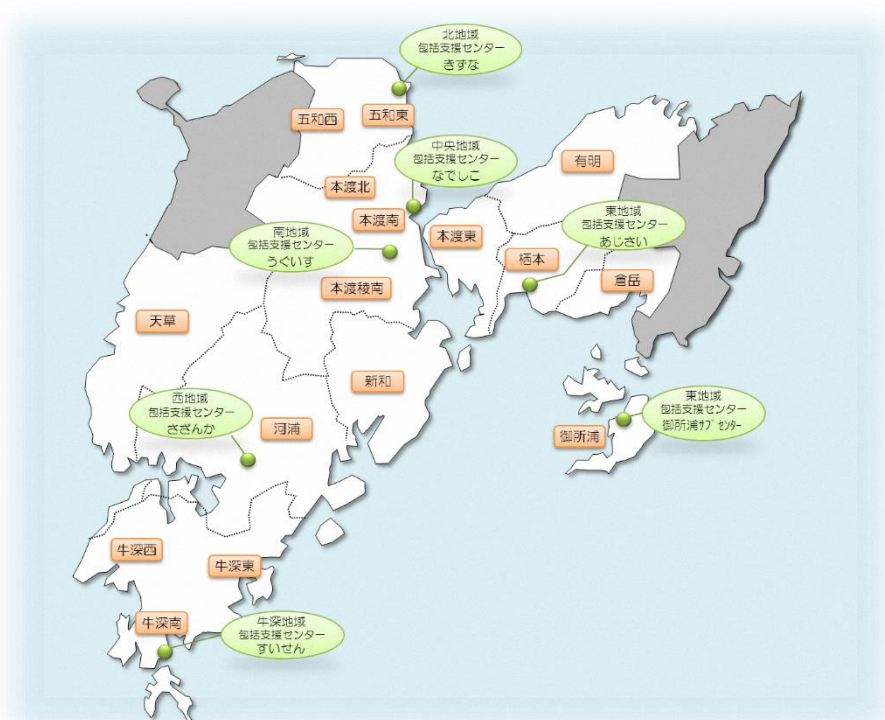 北地域
包括支援センター
きずな
五和西
五和東
中央地域
包括支援センター
なでしこ
有明
本渡北
本渡南
南地域
包括支援センター
うぐいす
本渡東
東地域
包括支援センター
あじさい
栖本
倉岳
本渡稜南
天草
新和
西地域
包括支援センター
さざんか
河浦
東地域
包括支援センター
御所浦サブセンター
御所浦
牛深西
牛深東
牛深南
牛深地域
包括支援センター
すいせん